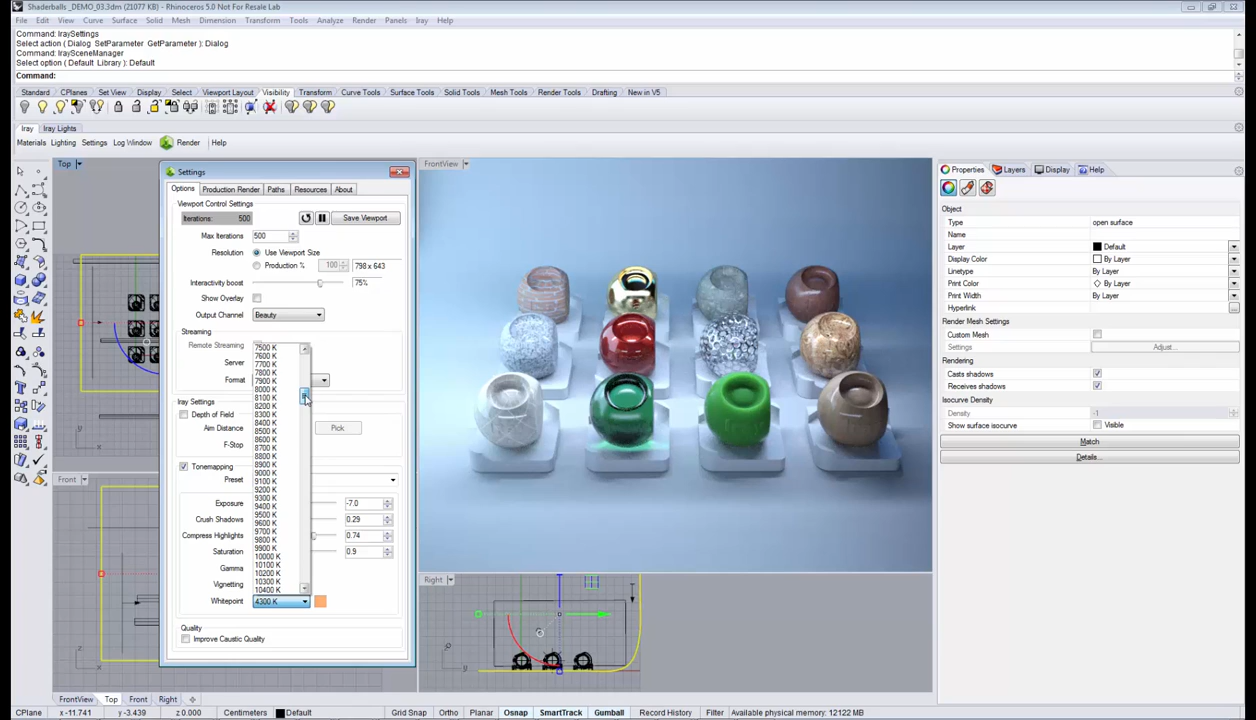 Shaderballs _DEMO_03.3dm (21077 KB) - Rhinoceros 5.0 Not For Resale Lab
File Edit View Curve Surface Solid Mesh Dimension Transform Tools Analyze Render Panels Iray Help
Command: IraySettings
Select action ( Dialog SetParameter GetParameter ): Dialog
Command: IraySceneManager
Select option ( Default Library ): Default
Command:
Standard CPlanes Set View Display Select Viewport Layout Visibility Transform Curve Tools Surface Tools Solid Tools Mesh Tools Render Tools Drafting New in V5
Iray Iray Lights
Materials Lighting Settings Log Window Render Help
Top
Settings
Options Production Render Paths Resources About
Viewport Control Settings
Iterations: 500
Save Viewport
Max Iterations 500
Resolution Use Viewport Size
Production % 100 798 x 643
Interactivity boost 75%
Show Overlay
Output Channel Beauty
Streaming
Remote Streaming
Server
Format
Iray Settings
Depth of Field
Aim Distance Pick
F-Stop
Tonemapping
Preset
Exposure -7.0
Crush Shadows 0.29
Compress Highlights 0.74
Saturation 0.9
Gamma
Vignetting
Whitepoint 4300 K
7500 K
7600 K
7700 K
7800 K
7900 K
8000 K
8100 K
8200 K
8300 K
8400 K
8500 K
8600 K
8700 K
8800 K
8900 K
9000 K
9100 K
9200 K
9300 K
9400 K
9500 K
9600 K
9700 K
9800 K
9900 K
10000 K
10100 K
10200 K
10300 K
10400 K
Quality
Improve Caustic Quality
Front
FrontView
Right
Properties Layers Display Help
Object
Type open surface
Name
Layer Default
Display Color By Layer
Linetype By Layer
Print Color By Layer
Print Width By Layer
Hyperlink
Render Mesh Settings
Custom Mesh
Settings Adjust...
Rendering
Casts shadows
Receives shadows
Isocurve Density
Density -1
Show surface isocurve Visible
Match
Details...
FrontView Top Front Right
CPlane x -11.741 y -3.439 z 0.000 Centimeters Default Grid Snap Ortho Planar Osnap SmartTrack Gumball Record History Filter Available physical memory: 12122 MB